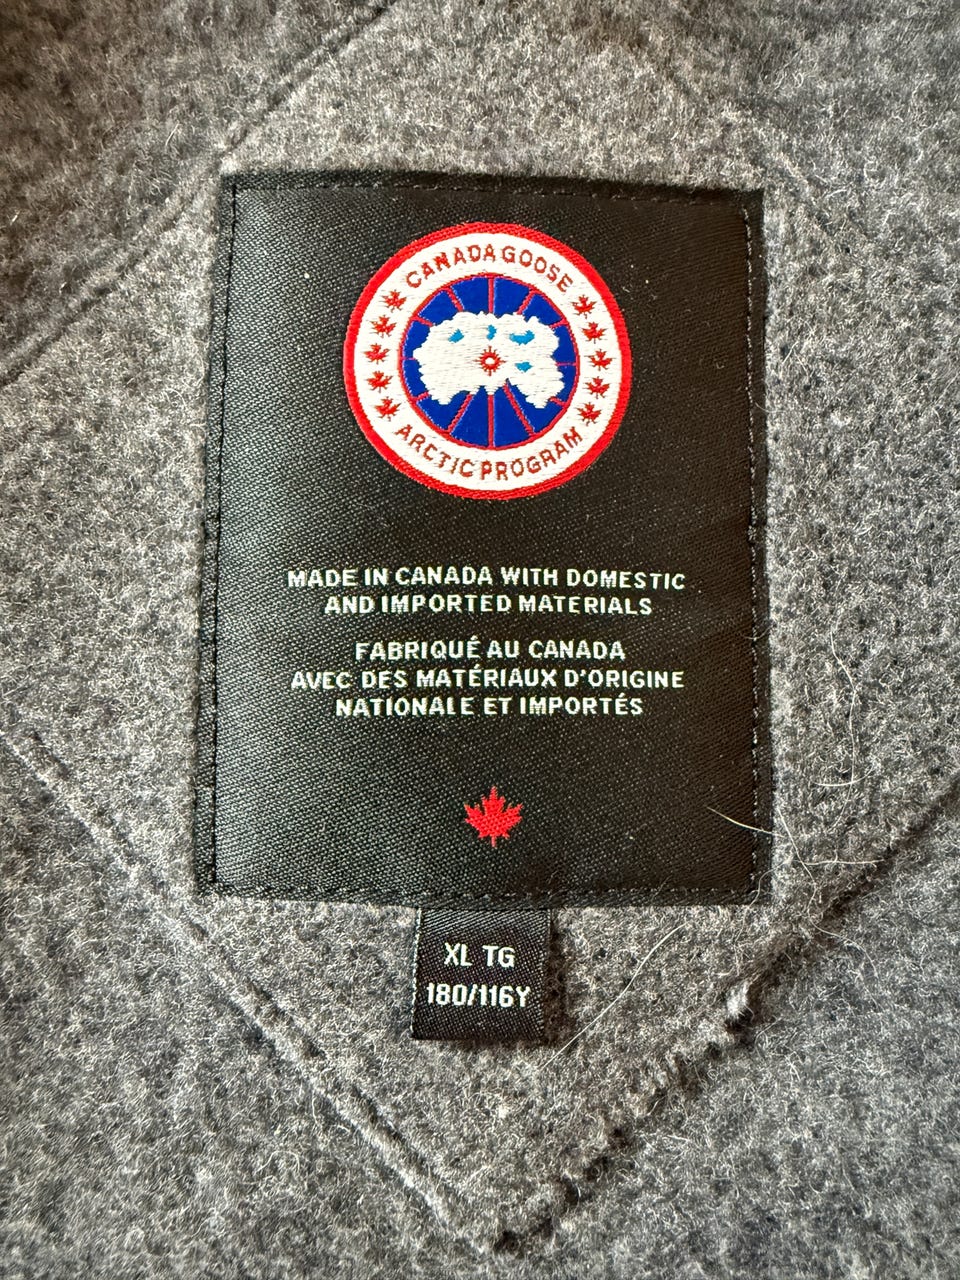 CANADA GOOSE
ARCTIC PROGRAM
MADE IN CANADA WITH DOMESTIC
AND IMPORTED MATERIALS
FABRIQUÉ AU CANADA
AVEC DES MATÉRIAUX D'ORIGINE
NATIONALE ET IMPORTÉS
XL TG
180/116Y